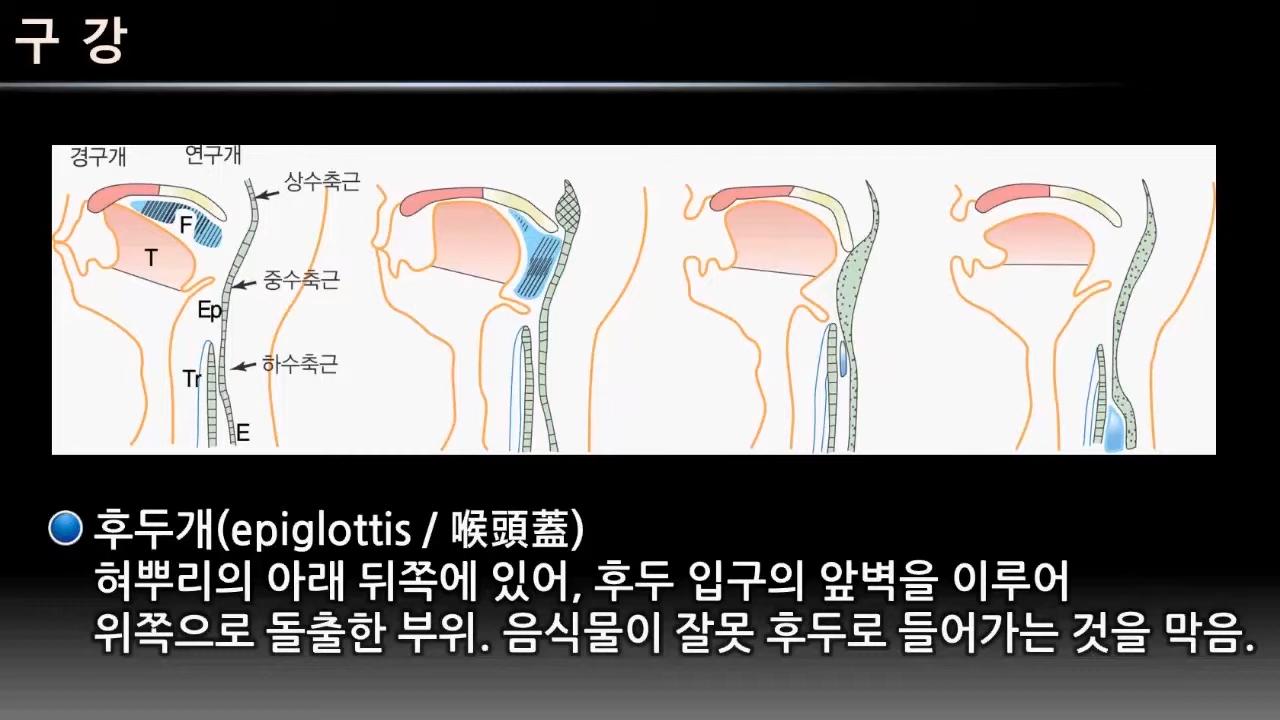 구 강
경구개
연구개
상수축근
F
T
중수축근
Ep
하수축근
Tr
E
후두개(epiglottis / 喉頭蓋)
혀뿌리의 아래 뒤쪽에 있어, 후두 입구의 앞벽을 이루어
위쪽으로 돌출한 부위. 음식물이 잘못 후두로 들어가는 것을 막음.